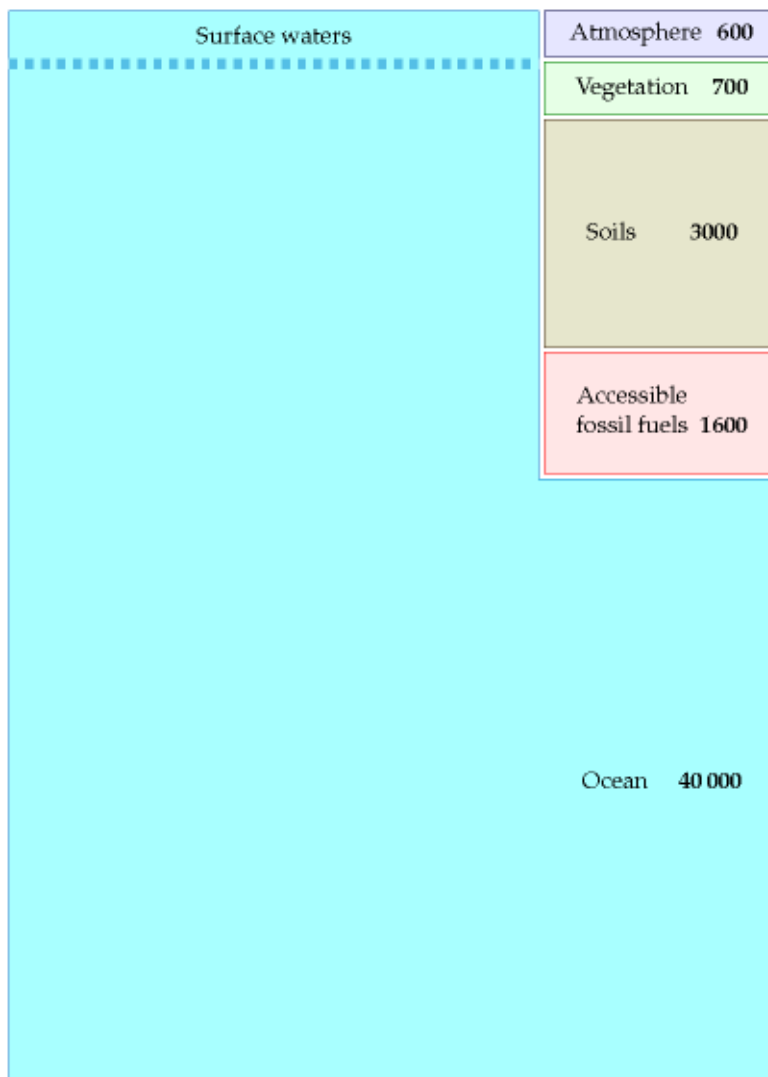 Surface waters
Atmosphere 600
Vegetation 700
Soils 3000
Accessible
fossil fuels 1600
Ocean 40 000